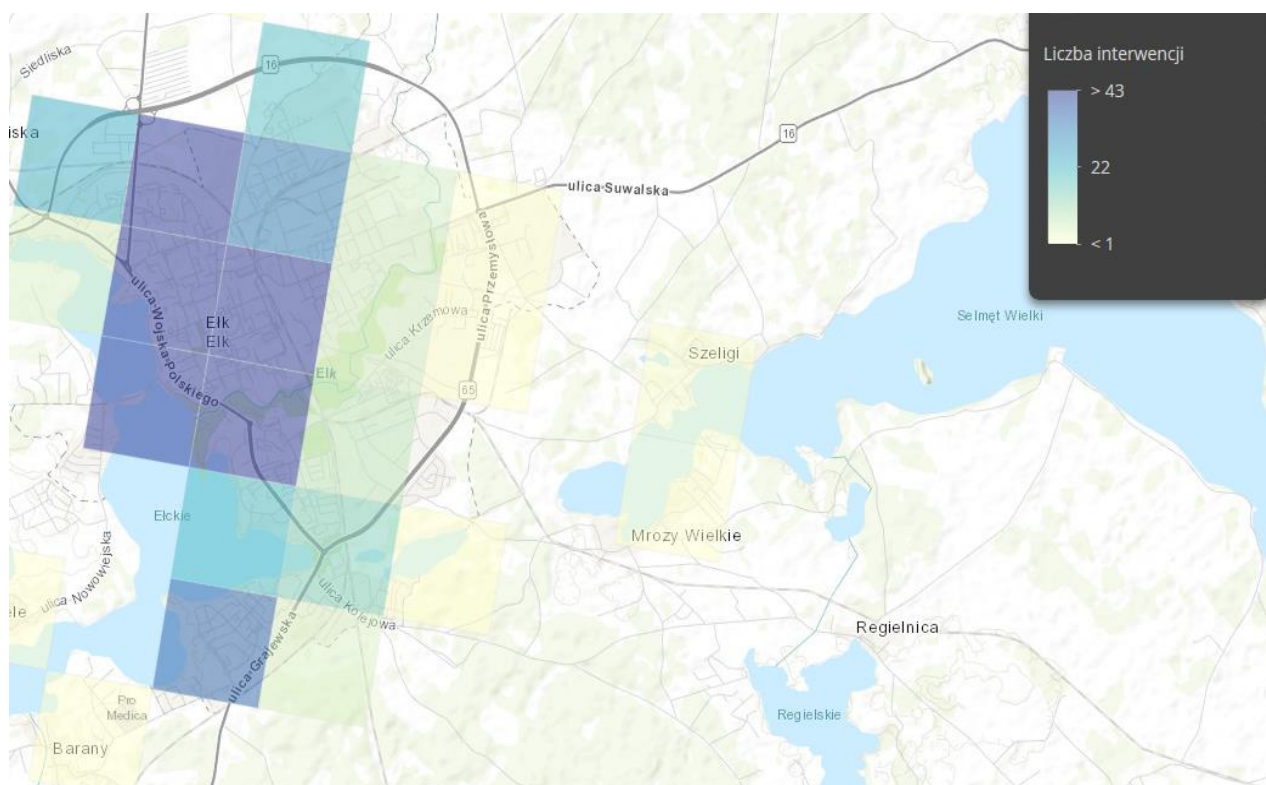 Siedliska
16
Liczba interwencji
> 43
22
< 1
iska
16
ulica Suwalska
ulica Przemysłowa
ulica Wojska Polskiego
Ełk
Elk
ulica Krzemowa
Elk
Selmęt Wielki
Szeligi
65
Ełckie
Mrozy Wielkie
ulica Nowowiejska
ele
ulica Kolejowa
Regielnica
ulica Grajewska
Pro
Medica
Regielskie
Barany